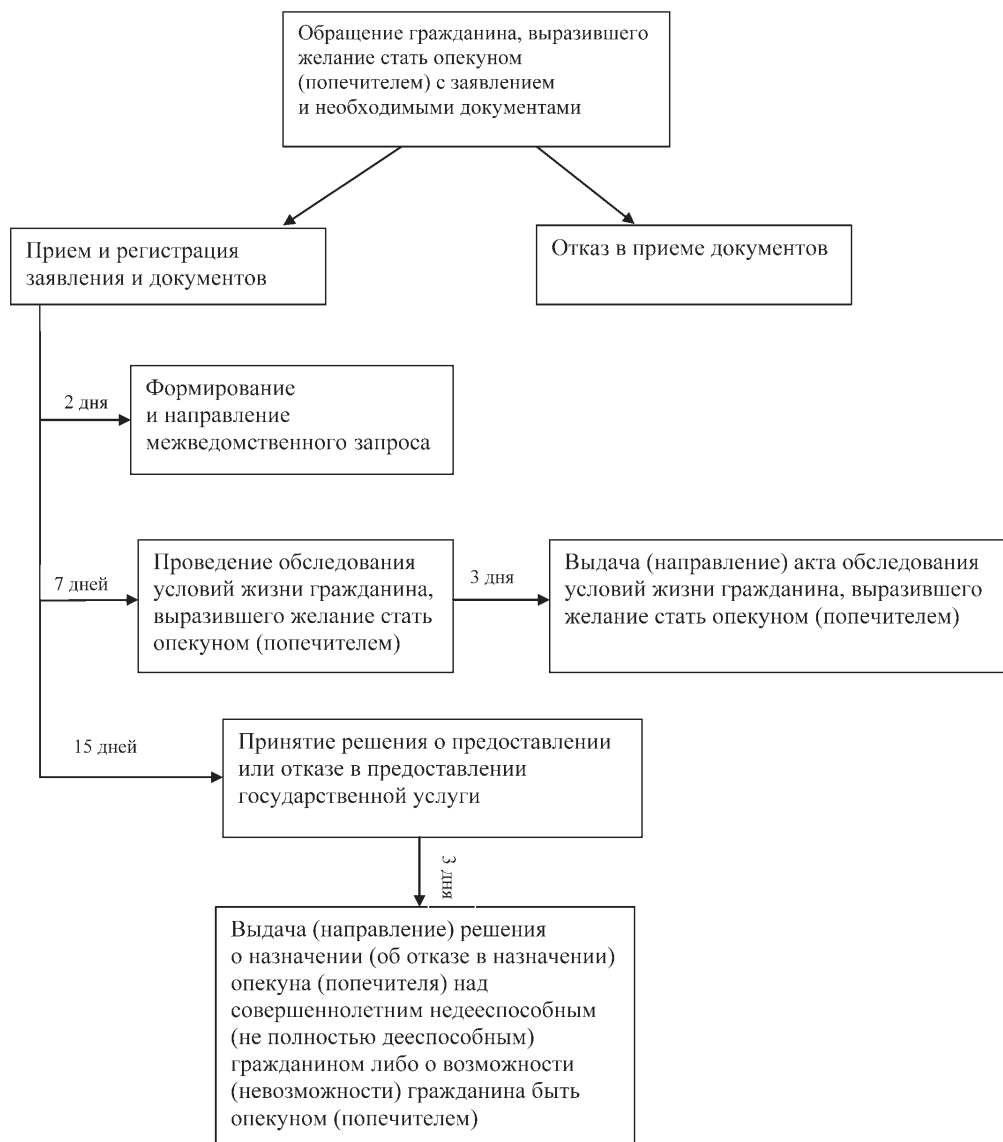 Обращение гражданина, выразившего
желание стать опекуном
(попечителем) с заявлением
и необходимыми документами
Прием и регистрация
заявления и документов
Отказ в приеме документов
2 дня
Формирование
и направление
межведомственного запроса
7 дней
Проведение обследования
условий жизни гражданина,
выразившего желание стать
опекуном (попечителем)
3 дня
Выдача (направление) акта обследования
условий жизни гражданина, выразившего
желание стать опекуном (попечителем)
15 дней
Принятие решения о предоставлении
или отказе в предоставлении
государственной услуги
3 дня
Выдача (направление) решения
о назначении (об отказе в назначении)
опекуна (попечителя) над
совершеннолетним недееспособным
(не полностью дееспособным)
гражданином либо о возможности
(невозможности) гражданина быть
опекуном (попечителем)